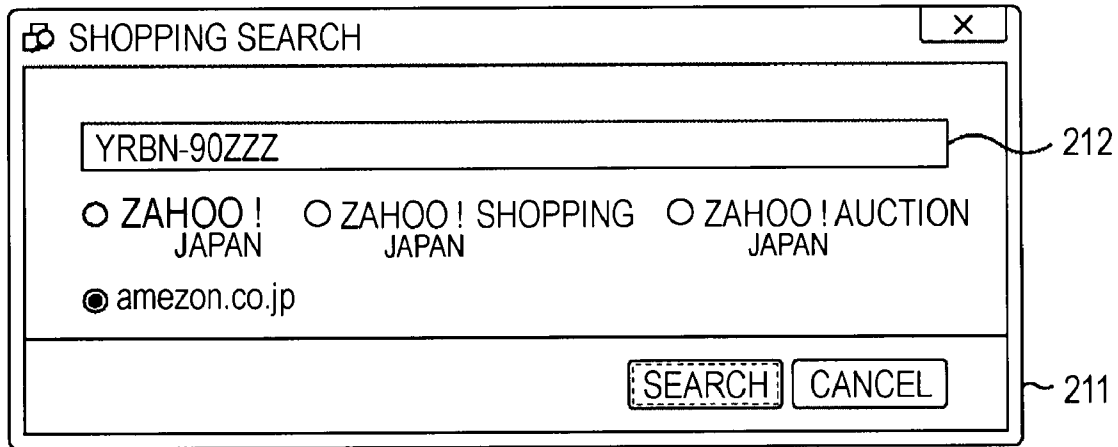 SHOPPING SEARCH X
YRBN-90ZZZ 212
ZAHOO! JAPAN ZAHOO! SHOPPING JAPAN ZAHOO! AUCTION JAPAN
amezon.co.jp
SEARCH CANCEL 211